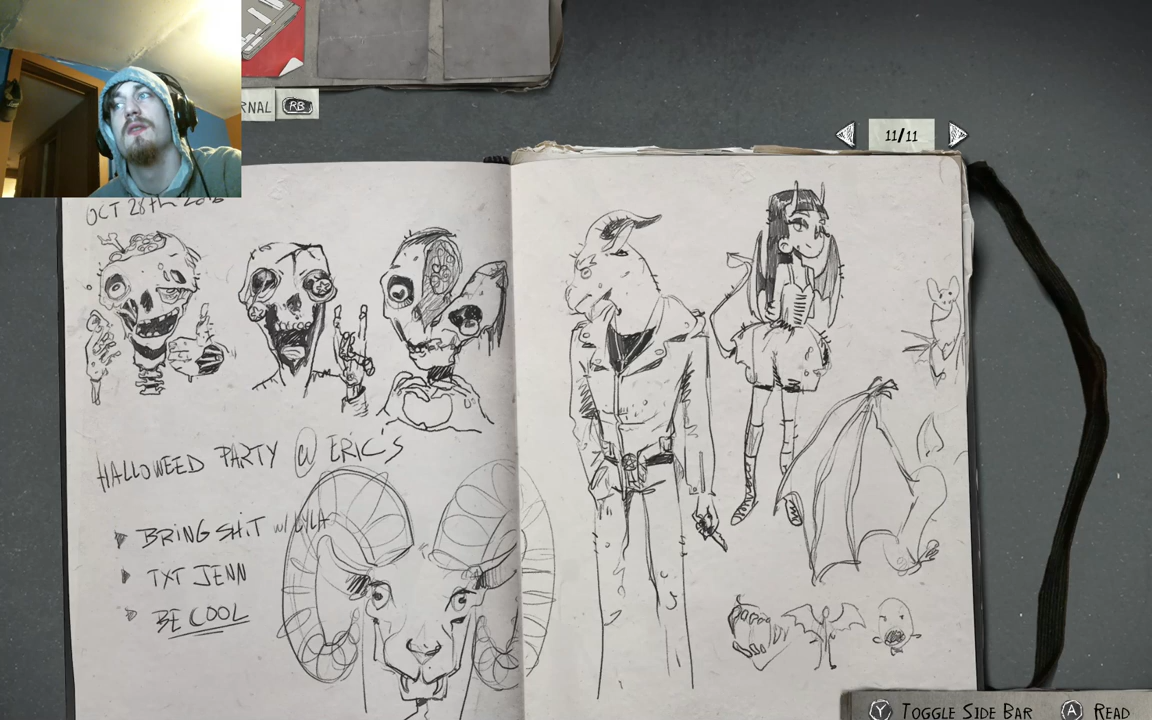 RNAL RB
11/11
OCT 28TH
HALLOWEED PARTY @ ERIC'S
BRING SHIT W/ LYLA
TXT JENN
BE COOL
Y TOGGLE SIDE BAR A READ